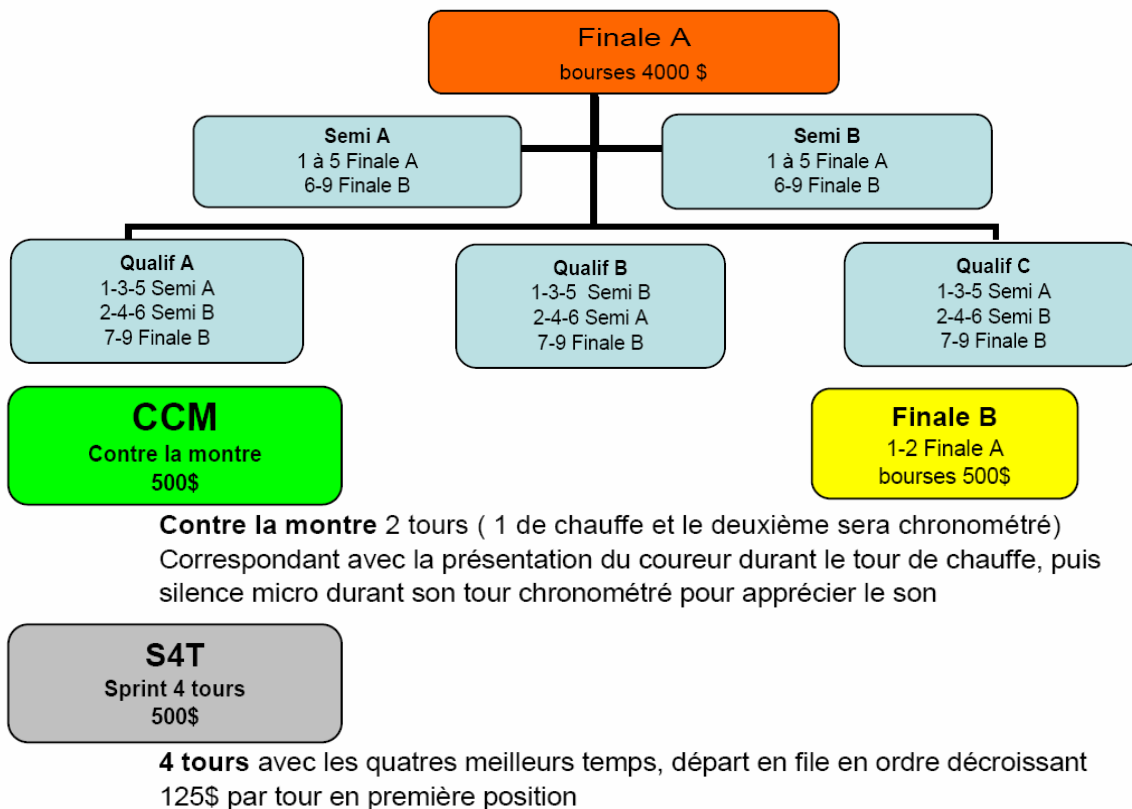 Finale A
bourses 4000 $
Semi A
1 à 5 Finale A
6-9 Finale B
Semi B
1 à 5 Finale A
6-9 Finale B
Qualif A
1-3-5 Semi A
2-4-6 Semi B
7-9 Finale B
Qualif B
1-3-5 Semi B
2-4-6 Semi A
7-9 Finale B
Qualif C
1-3-5 Semi A
2-4-6 Semi B
7-9 Finale B
CCM
Contre la montre
500$
Finale B
1-2 Finale A
bourses 500$
Contre la montre 2 tours ( 1 de chauffe et le deuxième sera chronométré)
Correspondant avec la présentation du coureur durant le tour de chauffe, puis
silence micro durant son tour chronométré pour apprécier le son
S4T
Sprint 4 tours
500$
4 tours avec les quatres meilleurs temps, départ en file en ordre décroissant
125$ par tour en première position